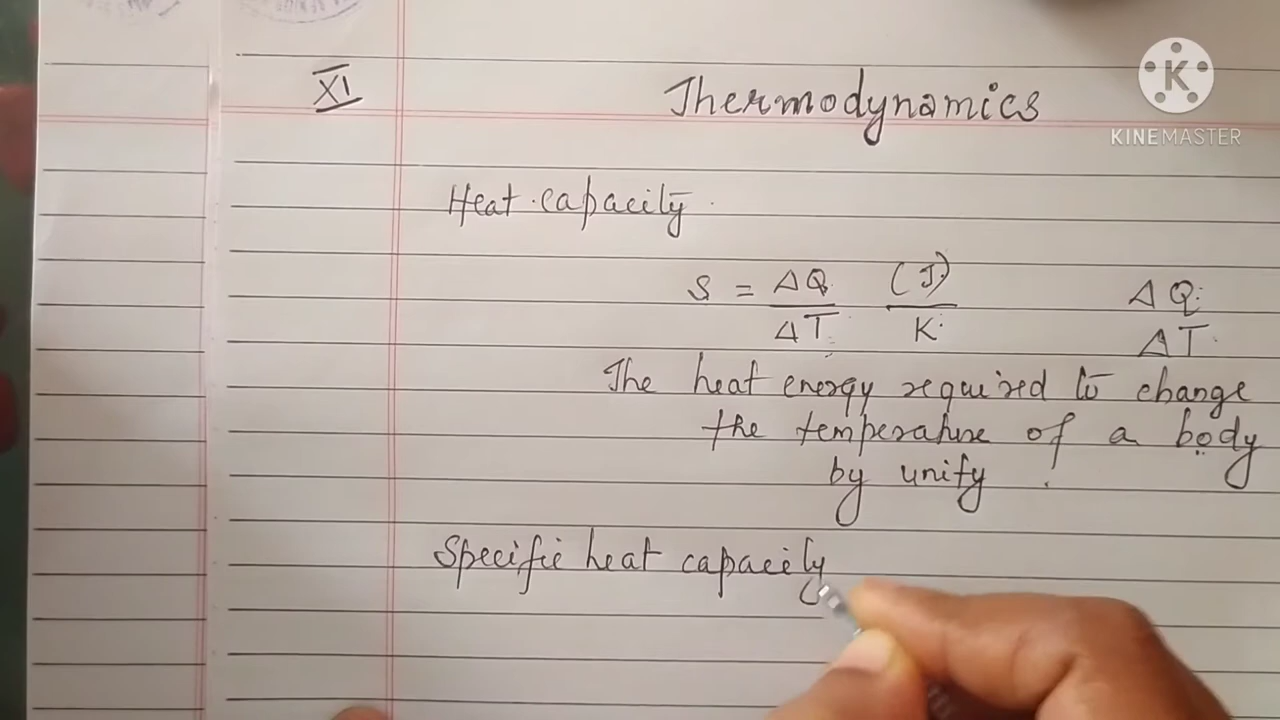 XI
Thermodynamics
K
KINEMASTER
Heat capacity
S = ΔQ/ΔT (J)/K ΔQ/ΔT
The heat energy required to change
the temperature of a body
by unify
Specific heat capacity